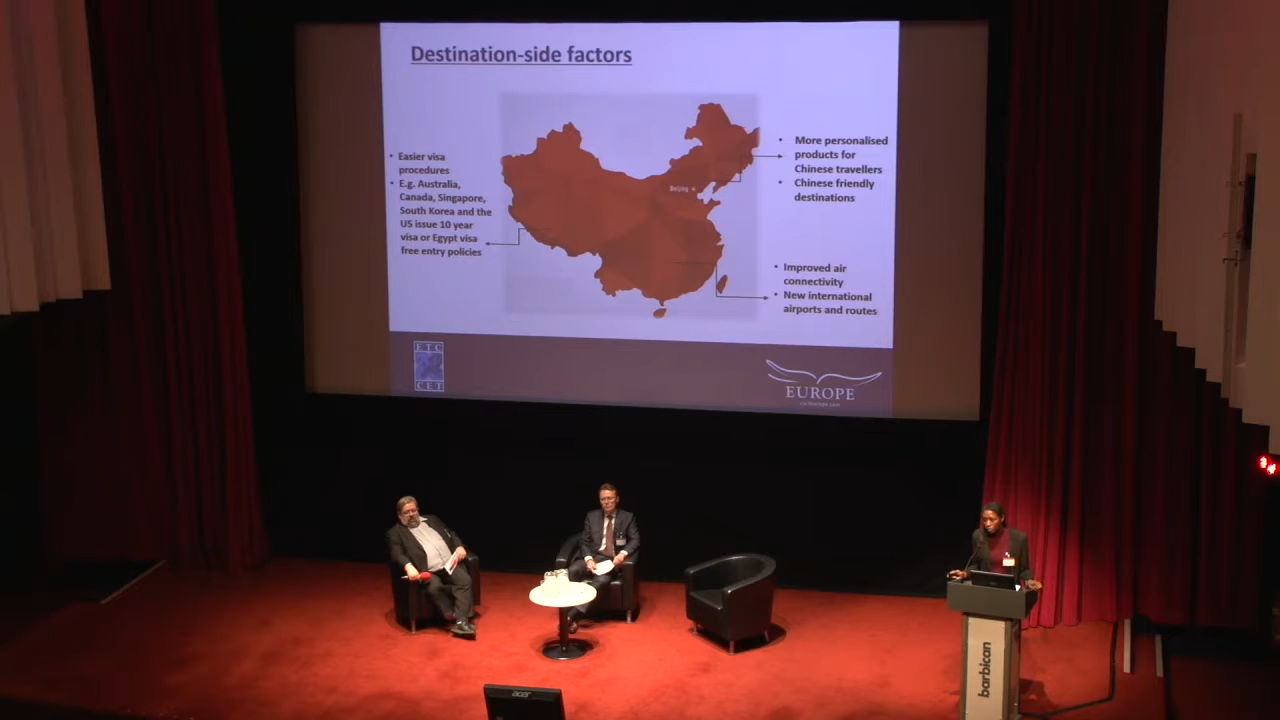 Destination-side factors
• Easier visa
procedures
• E.g. Australia,
Canada, Singapore,
South Korea and the
US issue 10 year
visa or Egypt visa
free entry policies
Beijing
• More personalised
products for
Chinese travellers
• Chinese friendly
destinations
• Improved air
connectivity
• New international
airports and routes
ETC
CET
EUROPE
barbican
acer